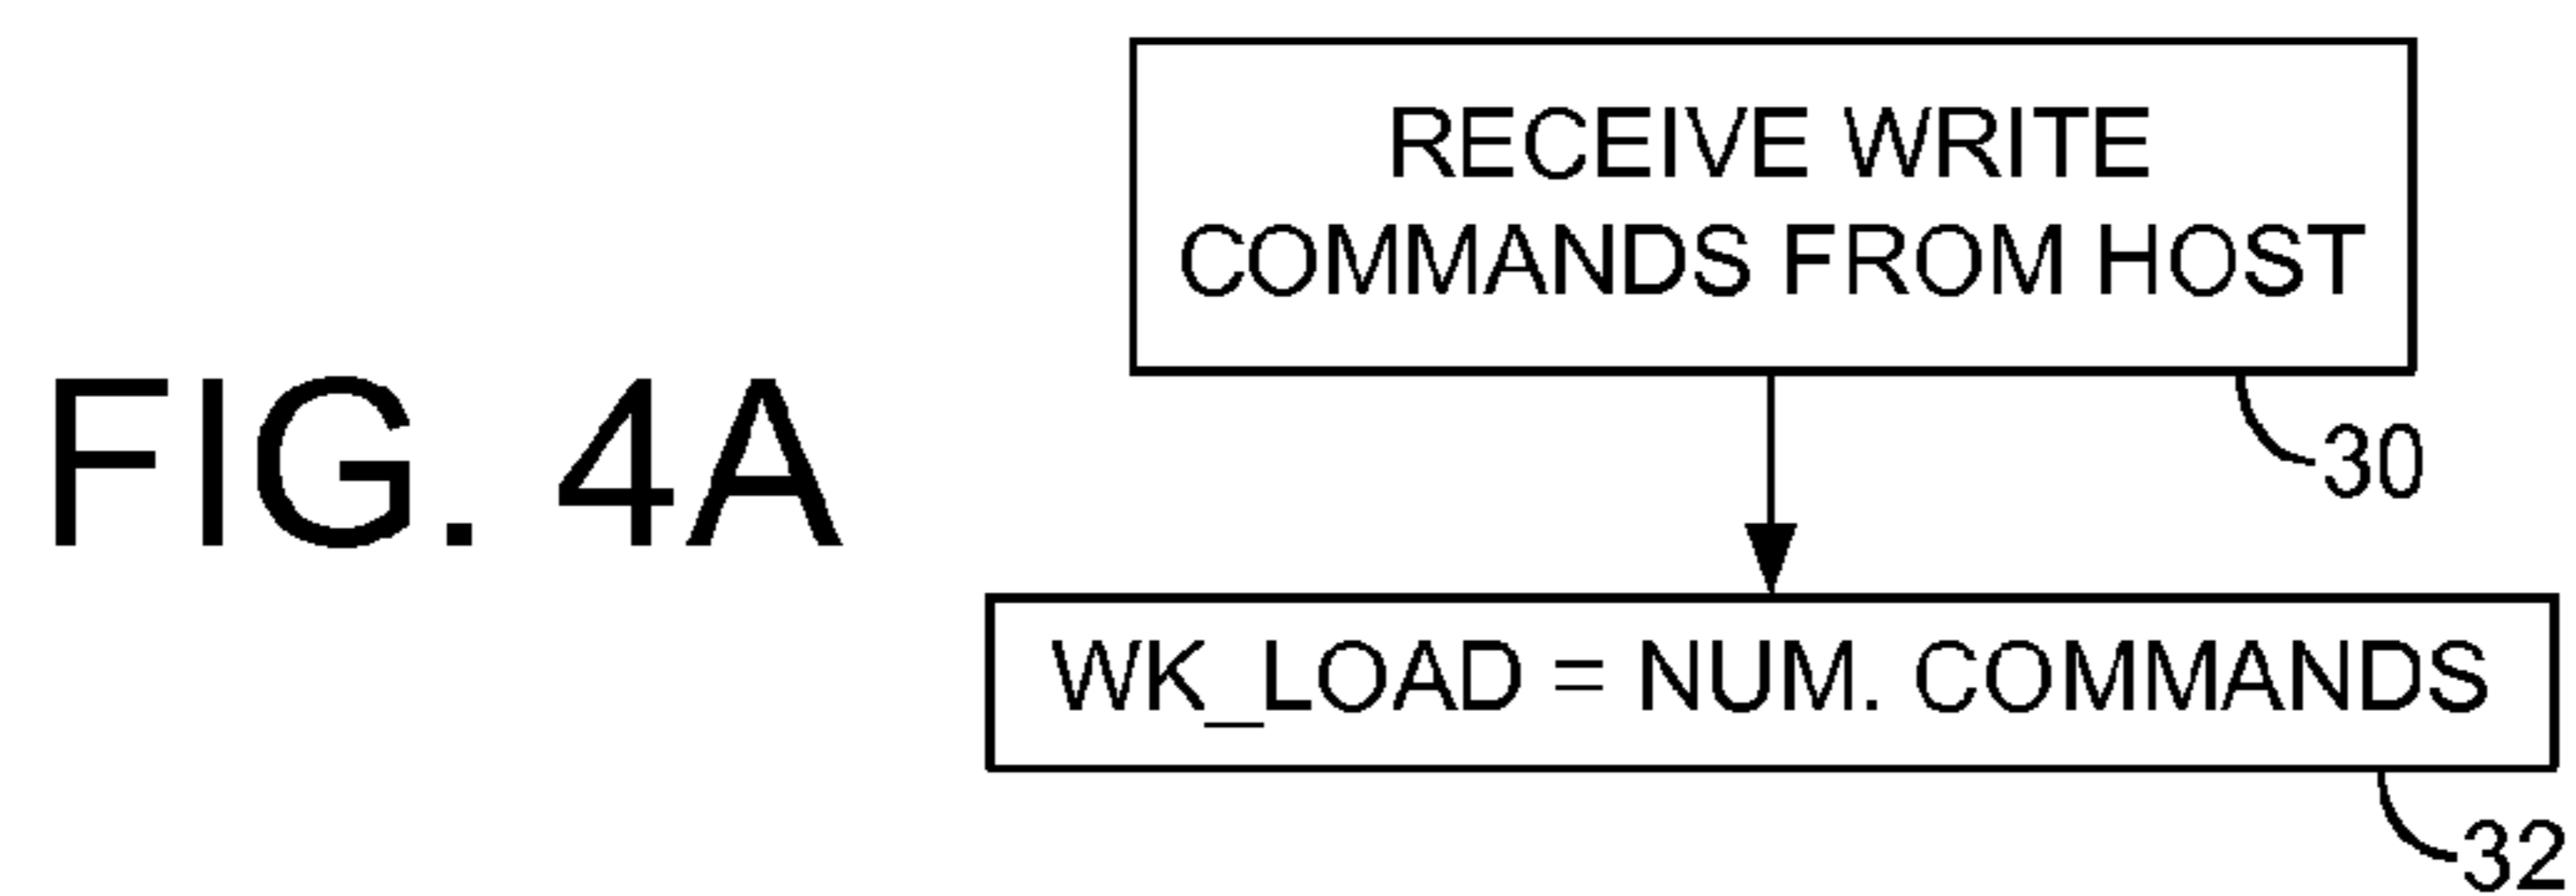 RECEIVE WRITE
COMMANDS FROM HOST
30
FIG. 4A
WK_LOAD = NUM. COMMANDS
32